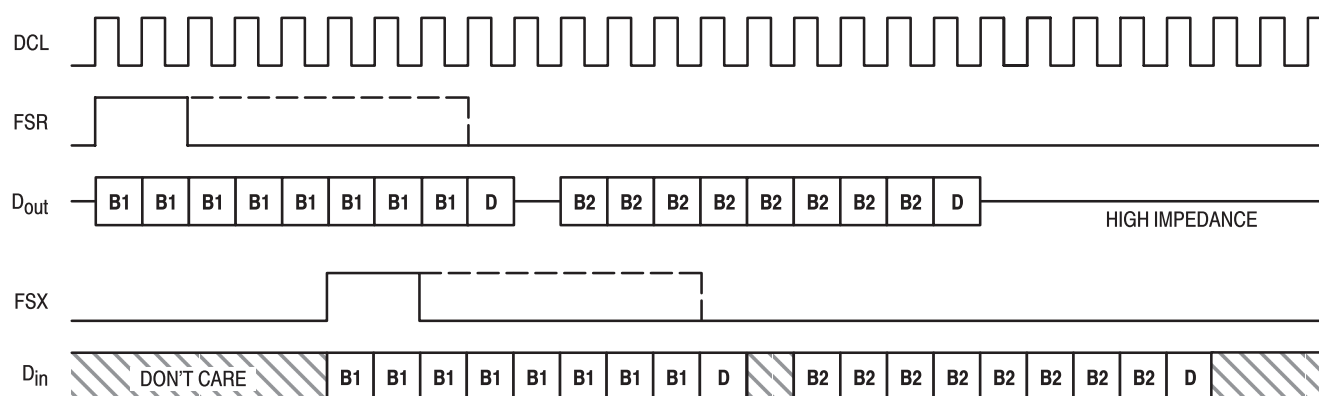 DCL
FSR
Dout B1 B1 B1 B1 B1 B1 B1 B1 D B2 B2 B2 B2 B2 B2 B2 B2 D
HIGH IMPEDANCE
FSX
Din DON'T CARE B1 B1 B1 B1 B1 B1 B1 B1 D B2 B2 B2 B2 B2 B2 B2 B2 D